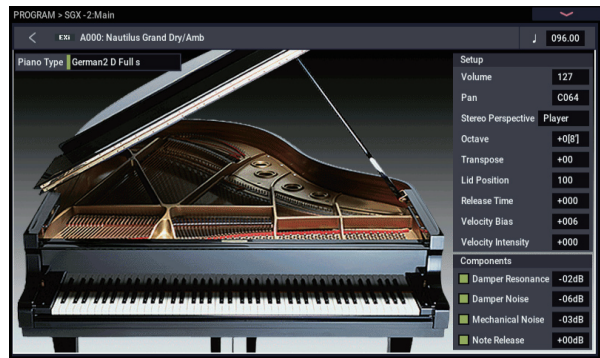 PROGRAM > SGX -2:Main
< EXi A000: Nautilus Grand Dry/Amb ♩ 096.00
Piano Type German2 D Full s
Setup
Volume 127
Pan C064
Stereo Perspective Player
Octave +0[8']
Transpose +00
Lid Position 100
Release Time +000
Velocity Bias +006
Velocity Intensity +000
Components
Damper Resonance -02dB
Damper Noise -06dB
Mechanical Noise -03dB
Note Release +00dB